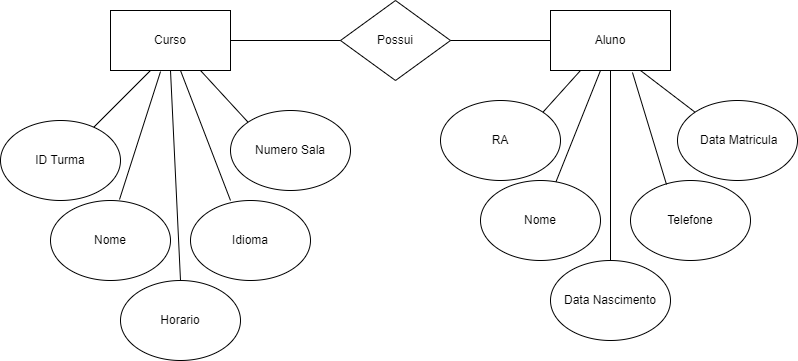 Curso
Possui
Aluno
ID Turma
Nome
Horario
Idioma
Numero Sala
RA
Nome
Data Nascimento
Telefone
Data Matricula